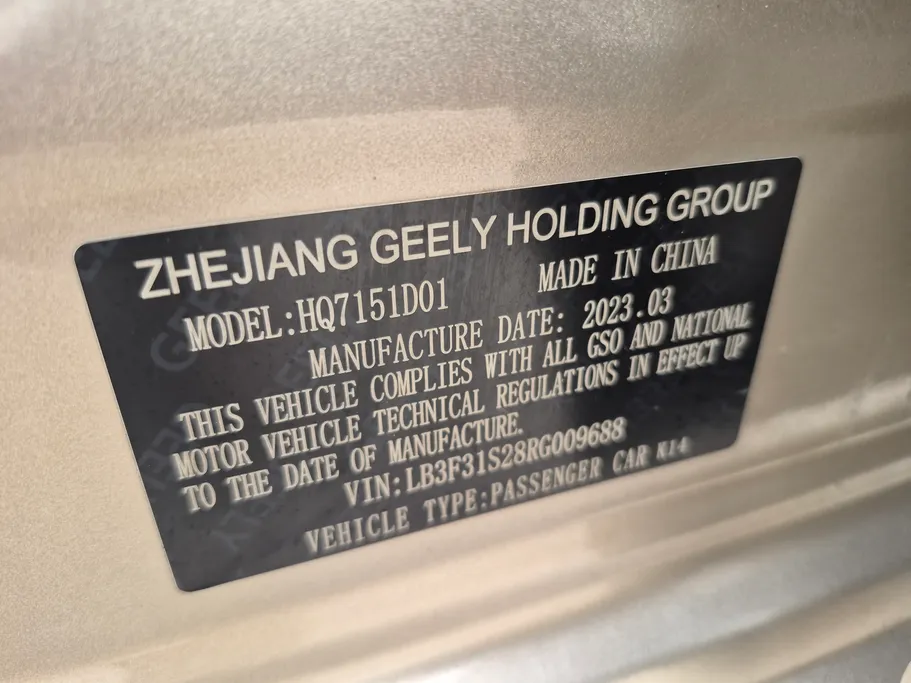 ZHEJIANG GEELY HOLDING GROUP
MODEL:HQ7151D01 MADE IN CHINA
MANUFACTURE DATE: 2023.03
THIS VEHICLE COMPLIES WITH ALL GSO AND NATIONAL
MOTOR VEHICLE TECHNICAL REGULATIONS IN EFFECT UP
TO THE DATE OF MANUFACTURE.
VIN:LB3F31S28RG009688
VEHICLE TYPE:PASSENGER CAR